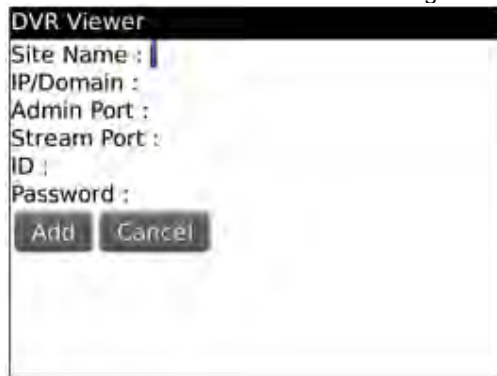 DVR Viewer
Site Name :
IP/Domain :
Admin Port :
Stream Port :
ID :
Password :
Add Cancel